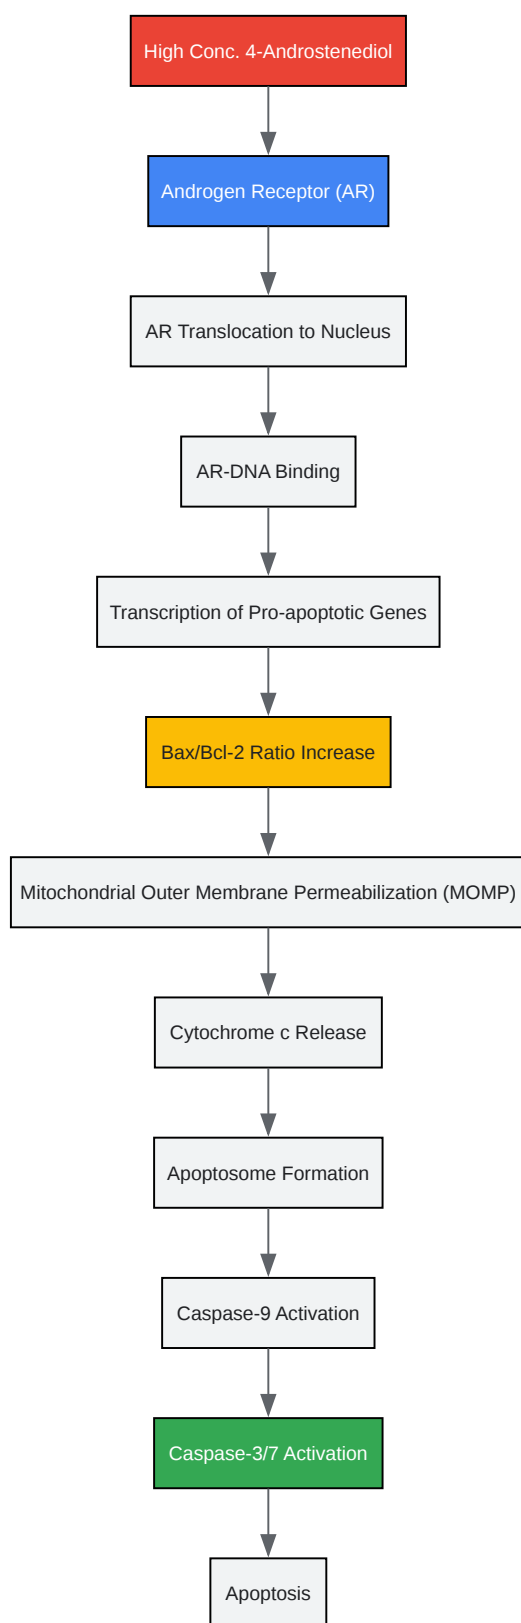 High Conc. 4-Androstenediol
Androgen Receptor (AR)
AR Translocation to Nucleus
AR-DNA Binding
Transcription of Pro-apoptotic Genes
Bax/Bcl-2 Ratio Increase
Mitochondrial Outer Membrane Permeabilization (MOMP)
Cytochrome c Release
Apoptosome Formation
Caspase-9 Activation
Caspase-3/7 Activation
Apoptosis